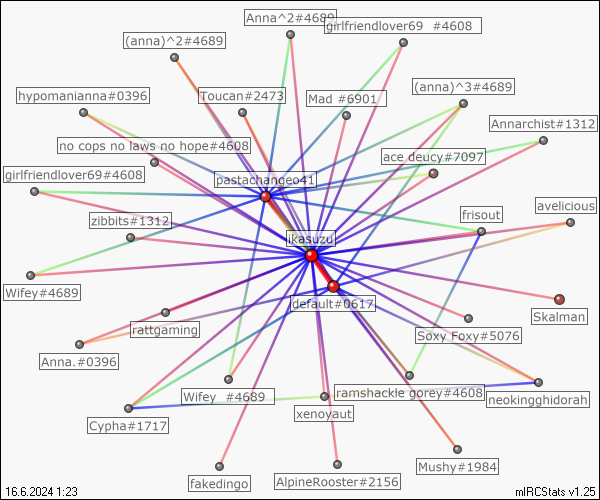 Anna^2#4689
girlfriendlover69 #4608
(anna)^2#4689
(anna)^3#4689
hypomanianna#0396
Toucan#2473
Mad #6901
Annarchist#1312
no cops no laws no hope#4608
ace deucy#7097
girlfriendlover69#4608
pastachangeo41
avelicious
frisout
zibbits#1312
ikasuzu
Wifey#4689
default#0617
Skalman
rattgaming
Soxy Foxy#5076
Anna.#0396
Wifey #4689
ramshackle gorey#4608
neokingghidorah
xenoyaut
Cypha#1717
Mushy#1984
fakedingo
AlpineRooster#2156
16.6.2024 1:23
mIRCStats v1.25